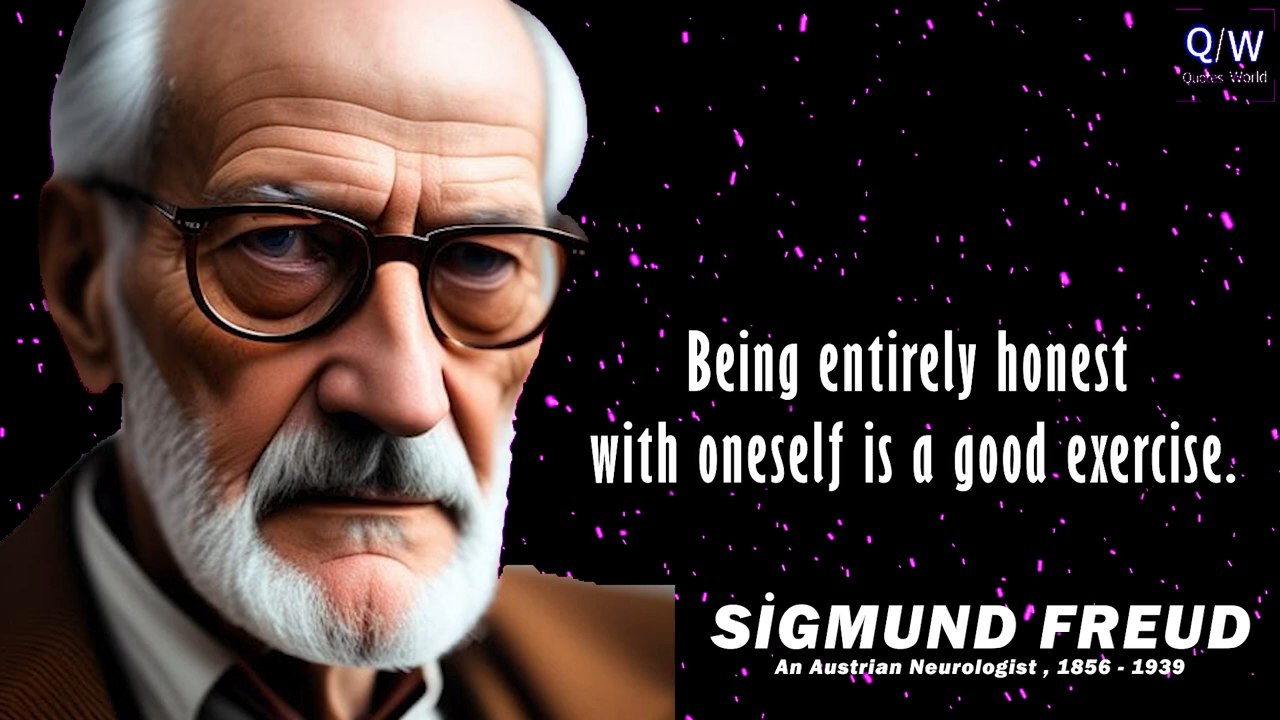 Q/W
Quotes World
Being entirely honest
with oneself is a good exercise.
SİGMUND FREUD
An Austrian Neurologist , 1856 - 1939